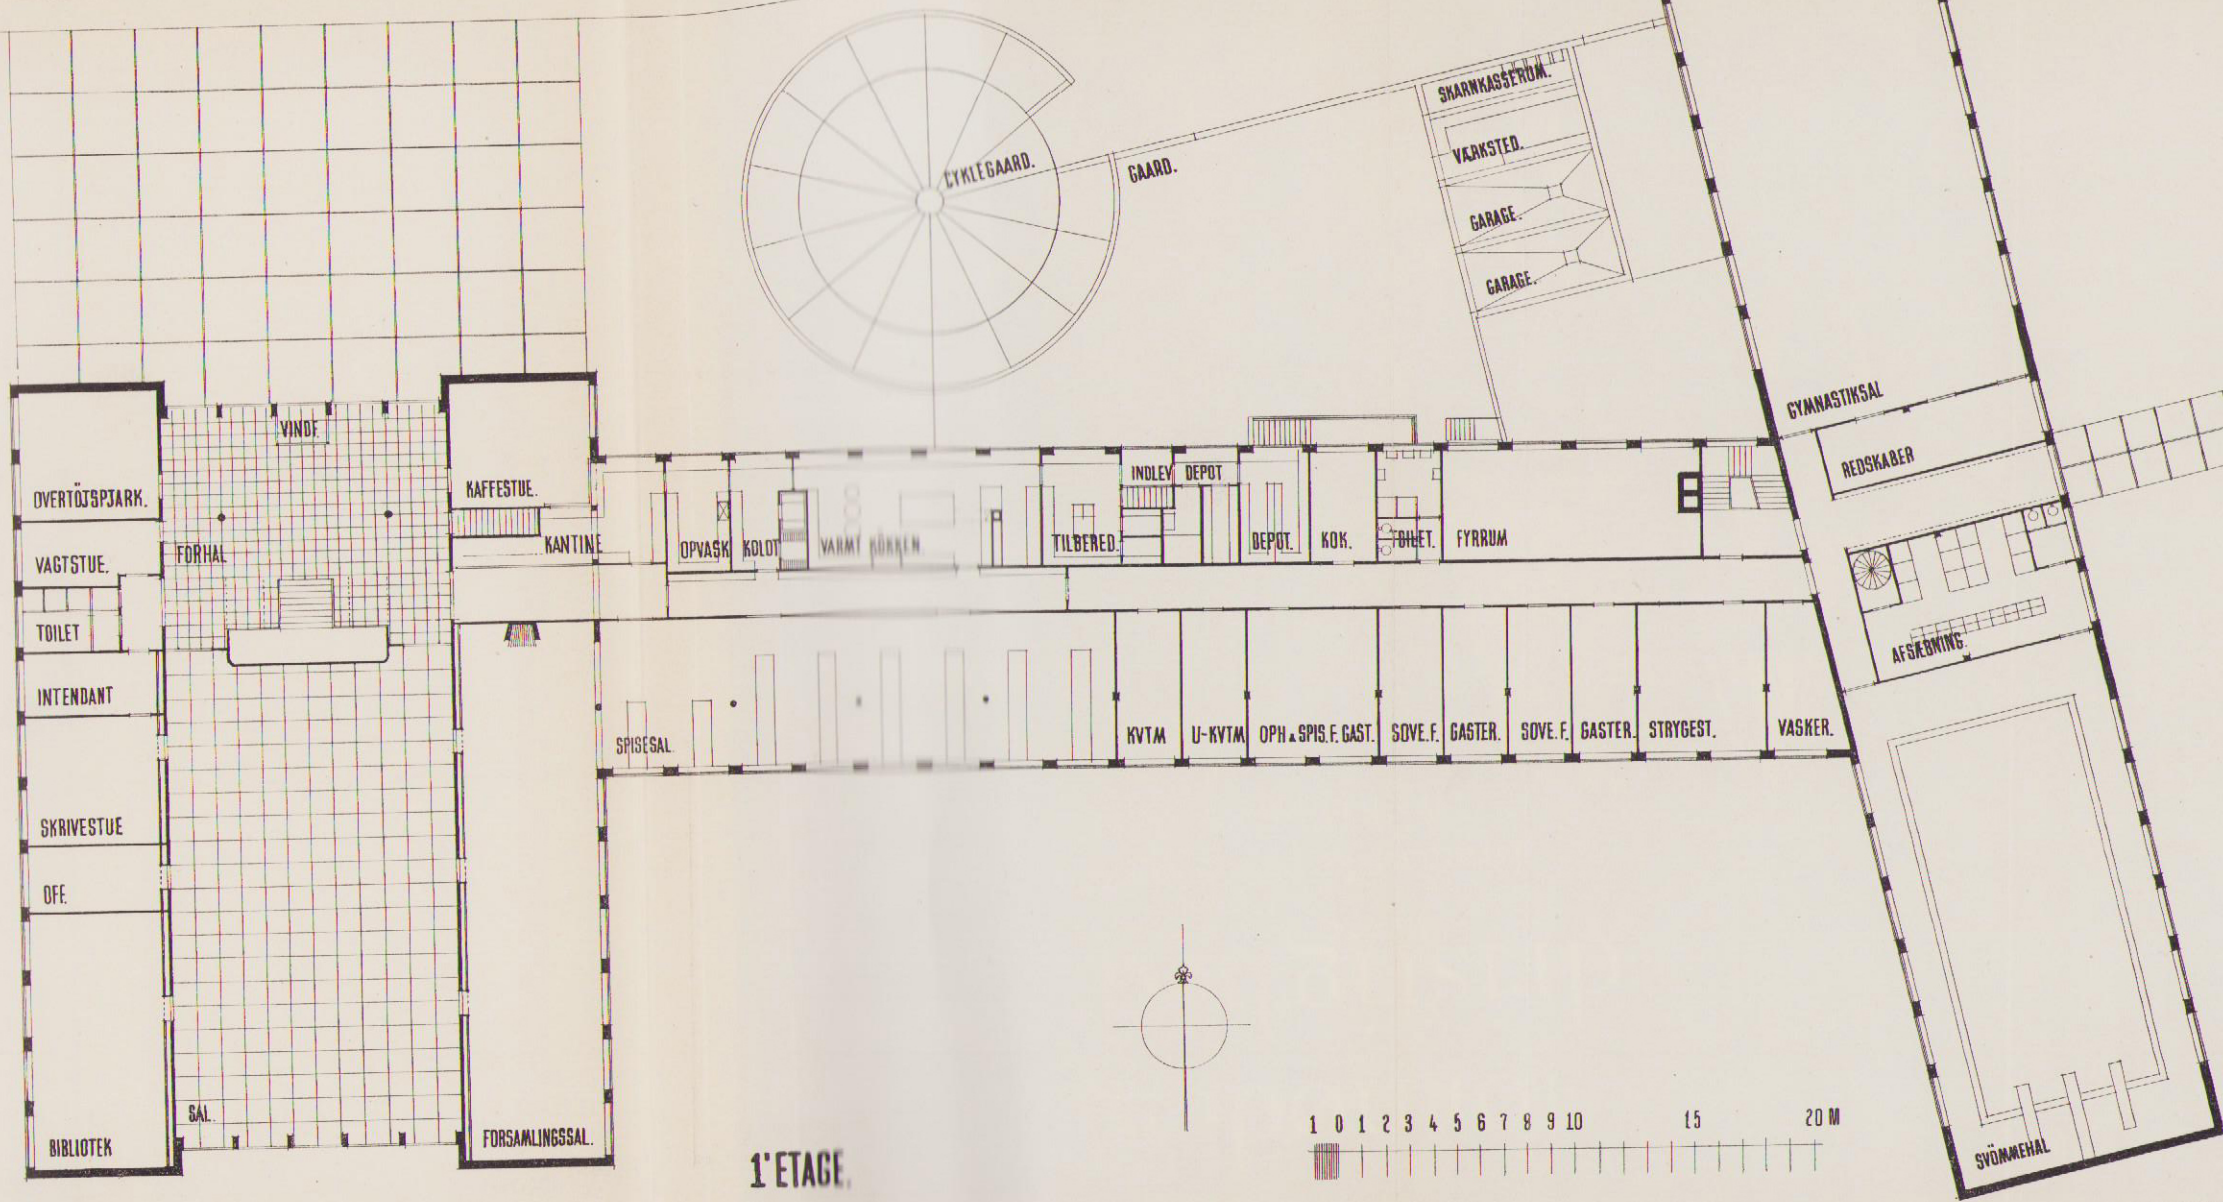 SKARNKASSERUM.
VÆRKSTED.
GARAGE.
GARAGE.
CYKLEGAARD.
GAARD.
GYMNASTIKSAL
REDSKABER
AFSÆBNING.
SVÖMMEHAL
OVERTÖJSPJARK.
VINDF.
KAFFESTUE.
FORHAL
VAGTSTUE.
TOILET
INTENDANT
SKRIVESTUE
OFF.
BIBLIOTEK
SAL.
FORSAMLINGSSAL.
KANTINE
OPVASK
KOLDT
VARMT KÖKKEN
TILBERED.
INDLEV
DEPOT
DEPOT.
KOK.
TOILET.
FYRRUM
SPISESAL.
KVTM
U-KVTM
OPH & SPIS. F. GAST.
SOVE. F.
GASTER.
SOVE. F.
GASTER.
STRYGEST.
VASKER.
1 0 1 2 3 4 5 6 7 8 9 10 15 20 M
1' ETAGE.